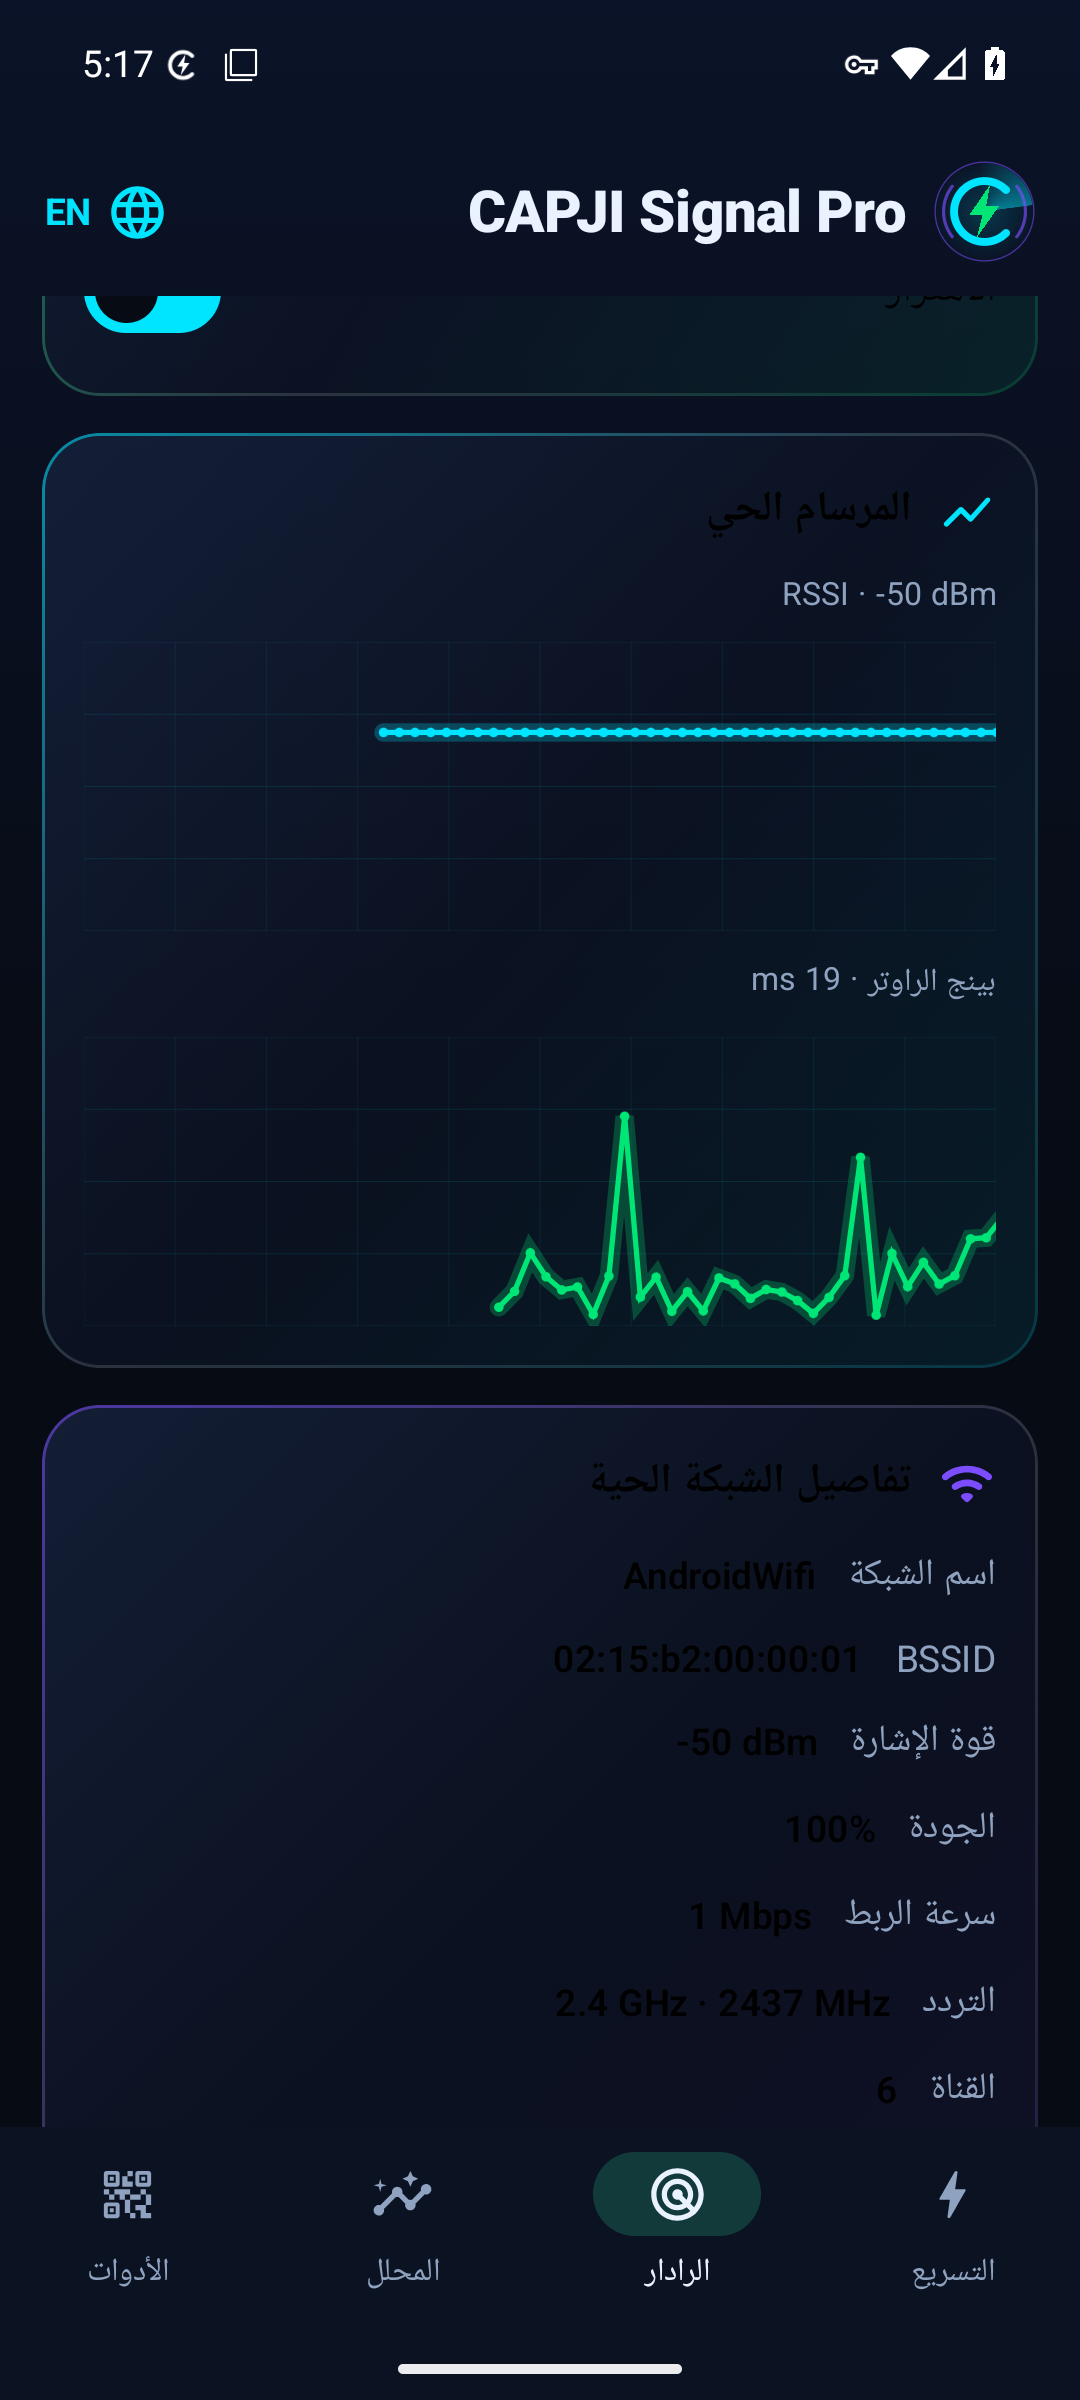 5:17
CAPJI Signal Pro
EN
المرسام الحي
RSSI · -50 dBm
بينج الراوتر · 19 ms
تفاصيل الشبكة الحية
اسم الشبكة AndroidWifi
BSSID 02:15:b2:00:00:01
قوة الإشارة -50 dBm
الجودة 100%
سرعة الربط 1 Mbps
التردد 2.4 GHz · 2437 MHz
القناة 6
التسريع
الرادار
المحلل
الأدوات